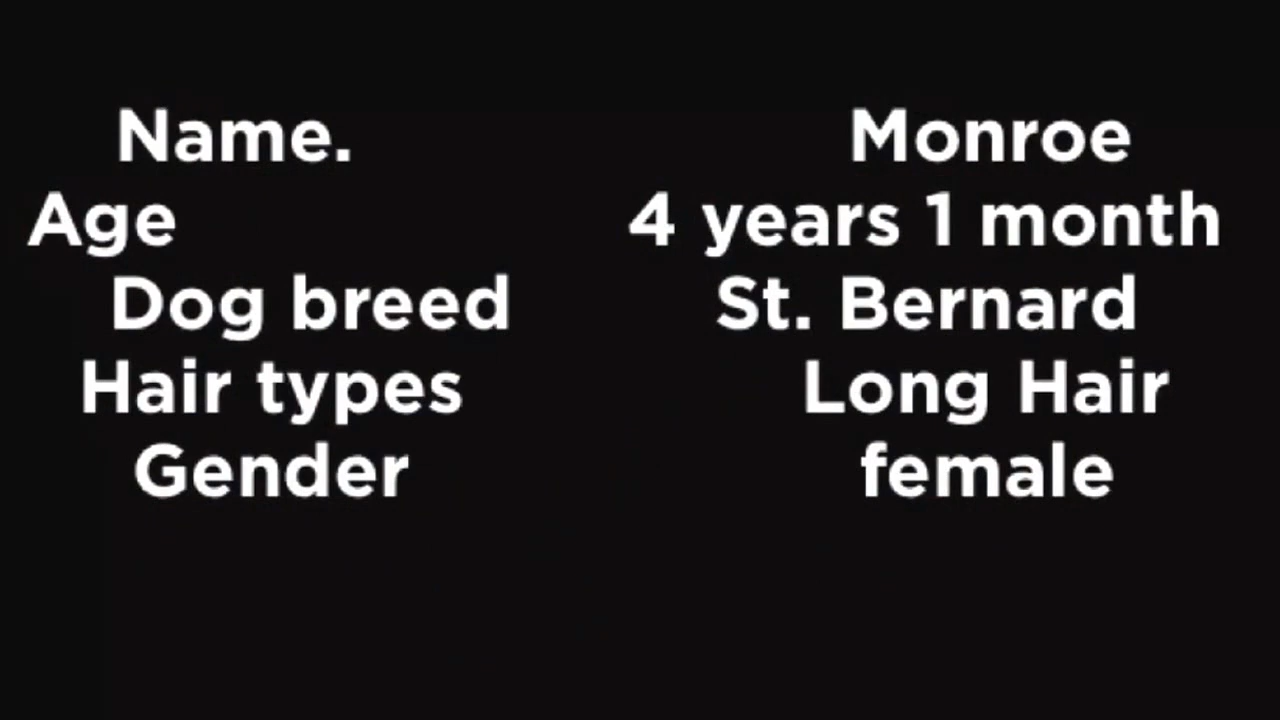 Name. Monroe
Age 4 years 1 month
Dog breed St. Bernard
Hair types Long Hair
Gender female